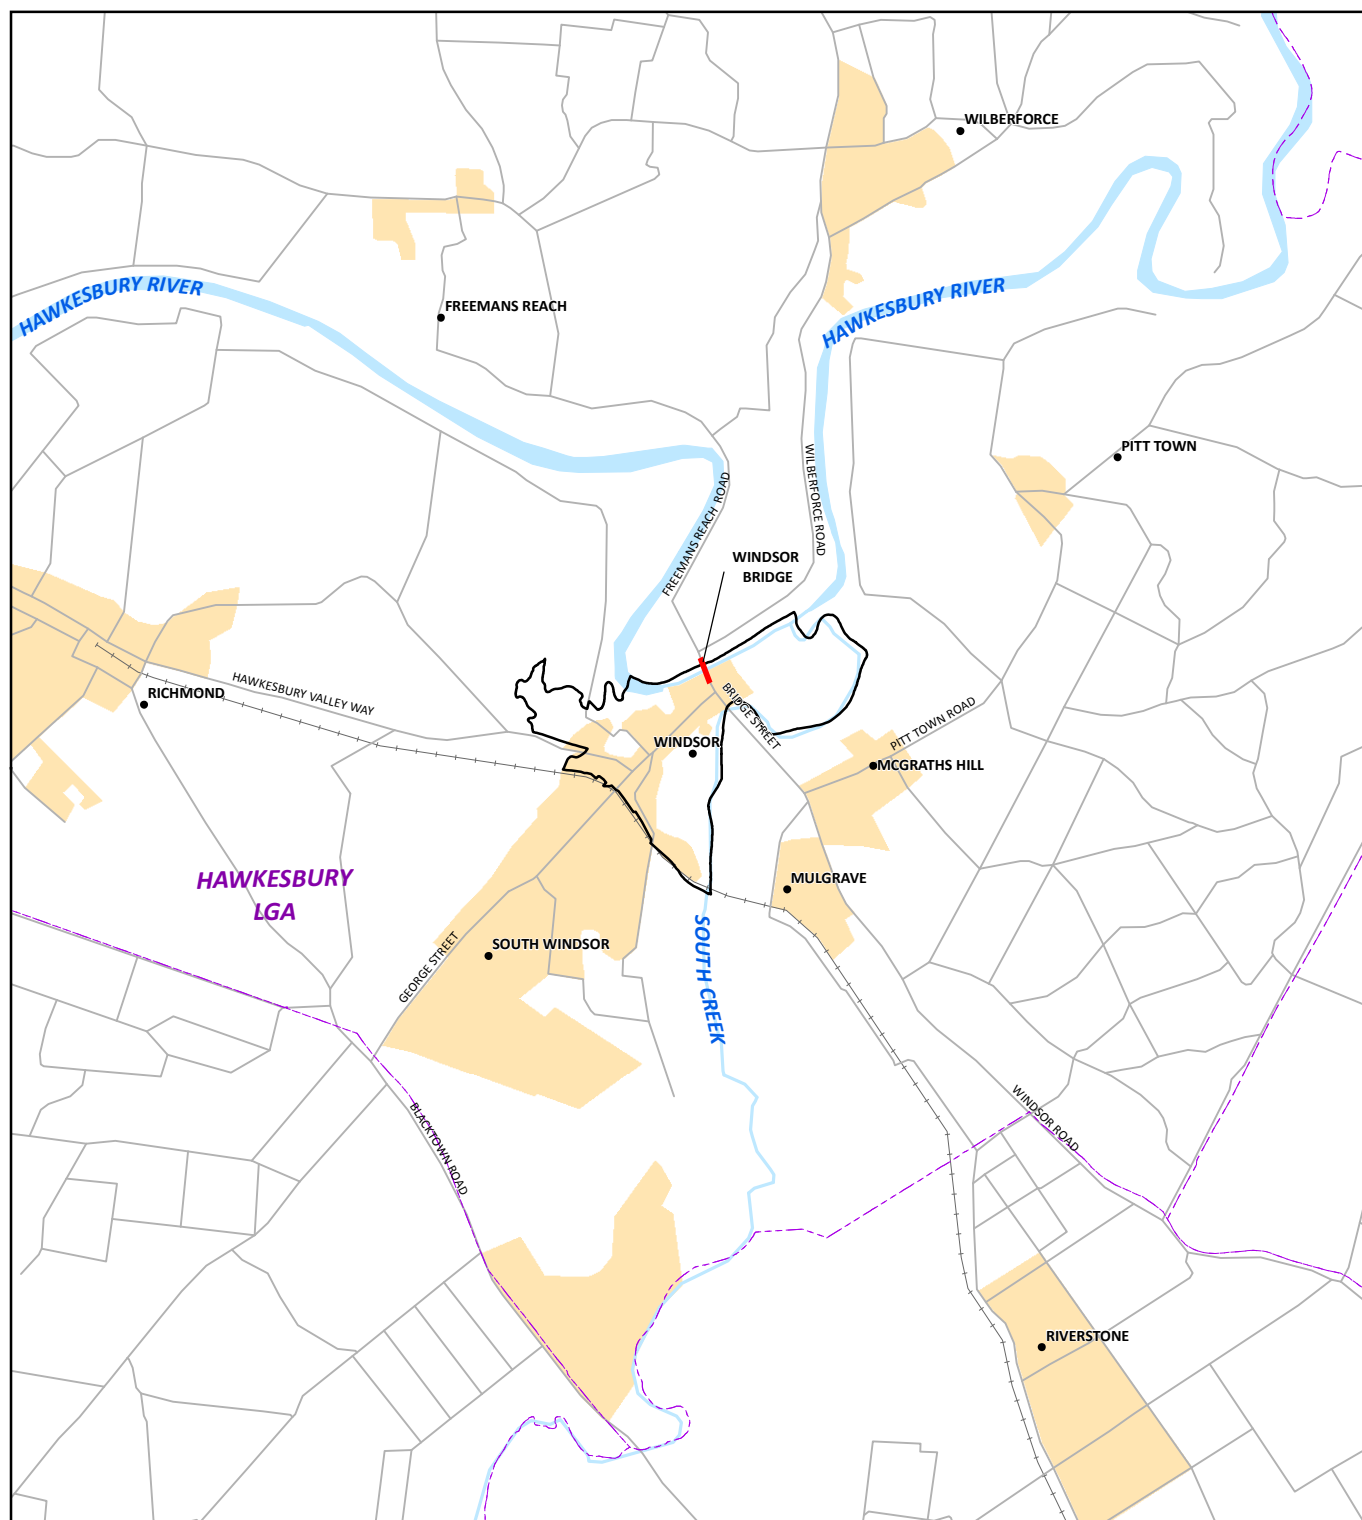 WILBERFORCE
HAWKESBURY RIVER
FREEMANS REACH
HAWKESBURY RIVER
PITT TOWN
WILBERFORCE ROAD
FREEMANS REACH ROAD
WINDSOR
BRIDGE
RICHMOND
HAWKESBURY VALLEY WAY
BRIDGE STREET
PITT TOWN ROAD
WINDSOR
MCGRATHS HILL
HAWKESBURY
LGA
MULGRAVE
SOUTH WINDSOR
GEORGE STREET
SOUTH CREEK
BLACKTOWN ROAD
WINDSOR ROAD
RIVERSTONE